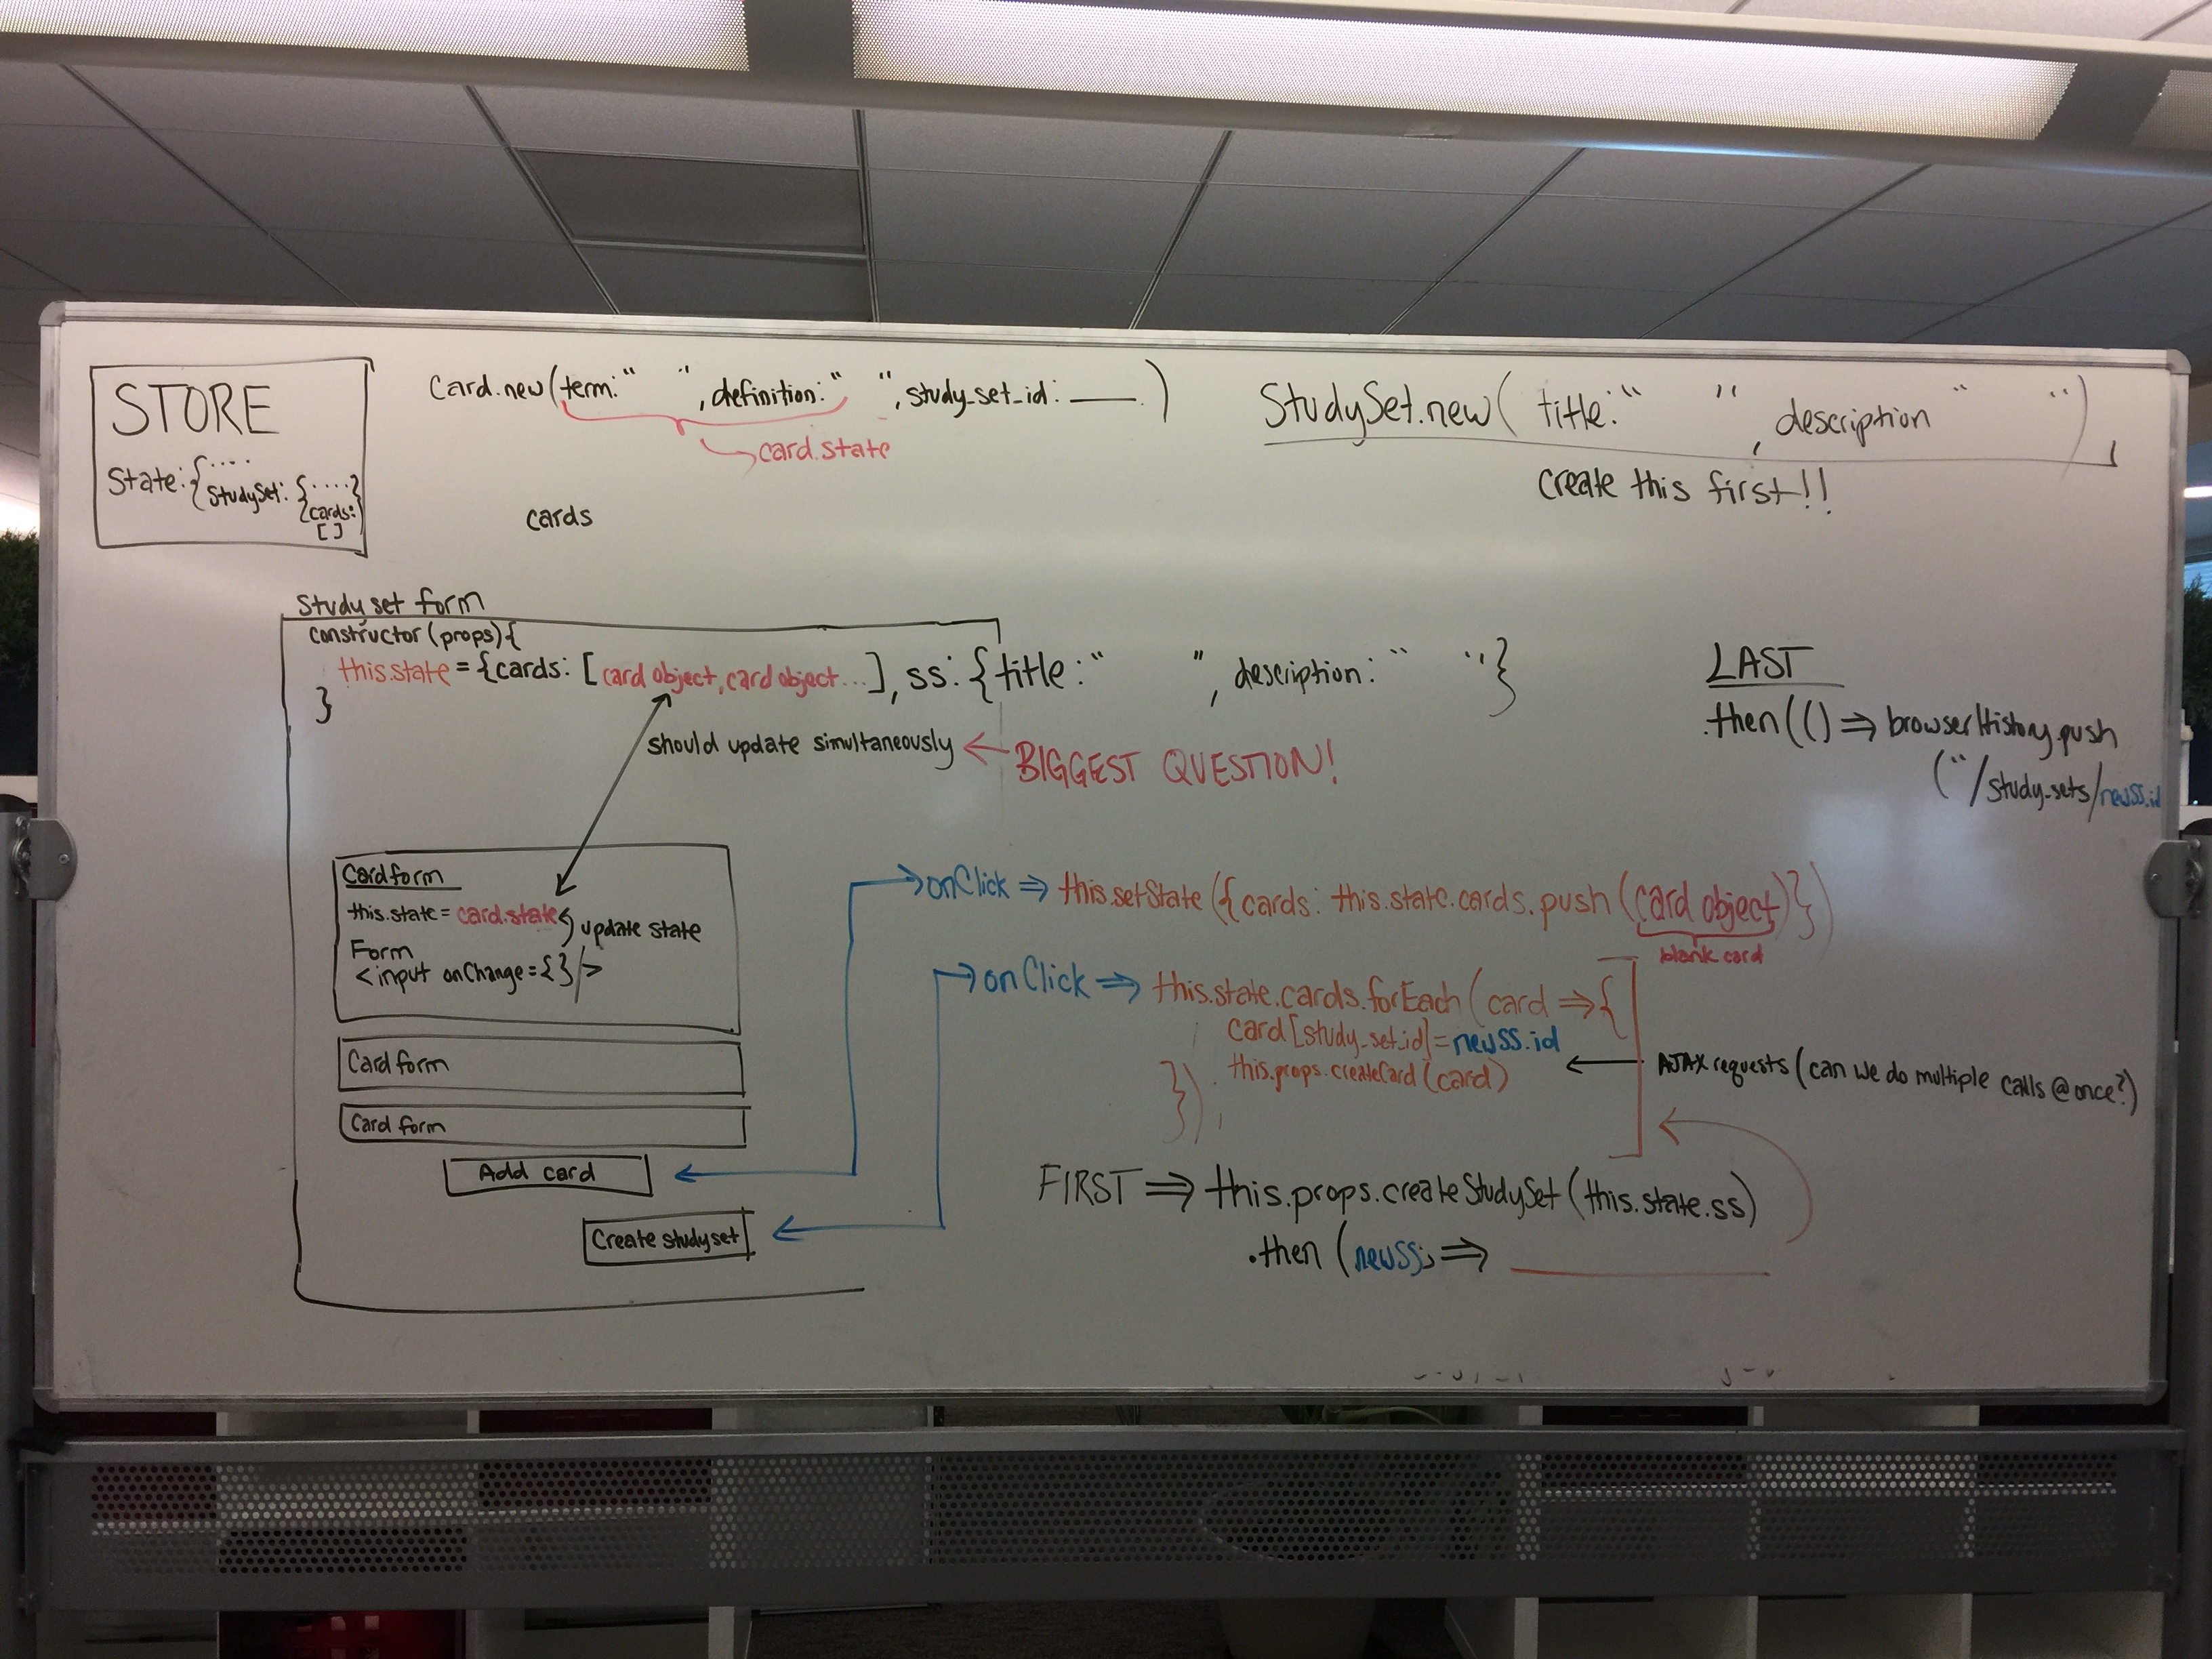 STORE
State: {....
StudySet: {....}
{cards:}
[]
Card.new(term: “ ”, definition: “ ”, study_set_id: ___ )
card.state
cards
StudySet.new( title: “ ”, description “ ”)
create this first!!
Study set form
constructor(props){
this.state = {cards: [card object, card object...], ss: {title: “ ”, description: “ ”}
}
should update simultaneously ← BIGGEST QUESTION!
LAST
.then(() => browserHistory.push
(“/study-sets/newSS.id
Card form
this.state = card.state
update state
Form
<input onChange={}/>
Card form
Card form
Add card
Create studyset
onClick => this.setState({cards: this.state.cards.push(card object)})
blank card
onClick => this.state.cards.forEach(card => {
card[study_set_id] = newSS.id
this.props.createCard(card)
})
← AJAX requests (can we do multiple calls @ once?)
FIRST => this.props.createStudySet(this.state.ss)
.then (newSS => ______